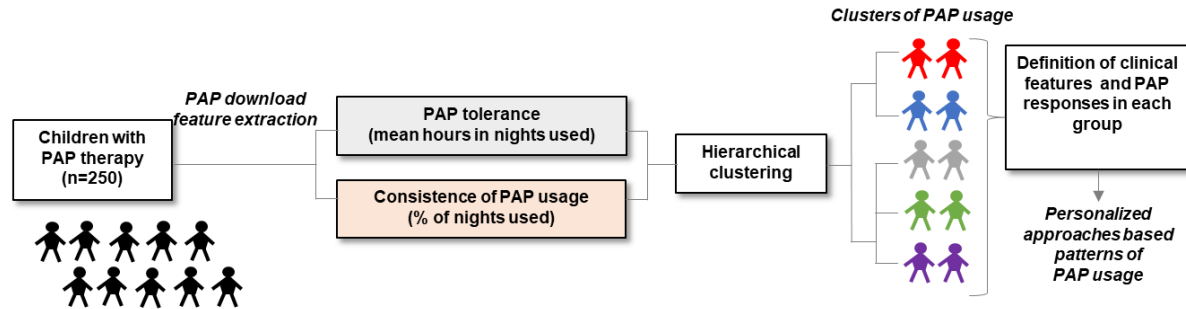 Children with
PAP therapy
(n=250)
PAP download
feature extraction
PAP tolerance
(mean hours in nights used)
Consistence of PAP usage
(% of nights used)
Hierarchical
clustering
Clusters of PAP usage
Definition of clinical
features and PAP
responses in each
group
Personalized
approaches based
patterns of
PAP usage